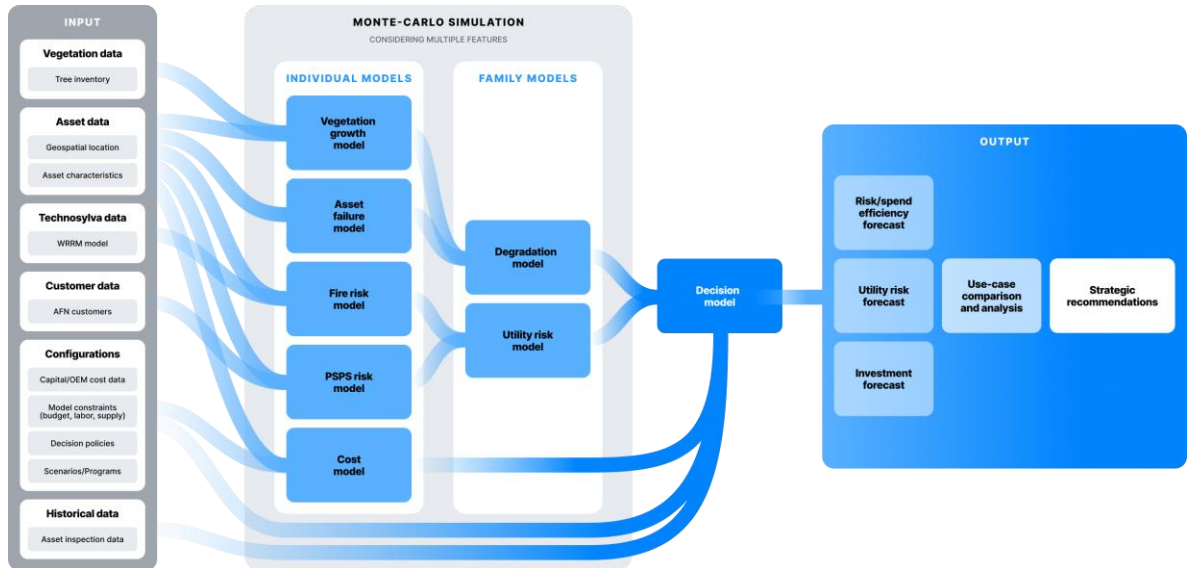 INPUT
Vegetation data
Tree inventory
Asset data
Geospatial location
Asset characteristics
Technosylva data
WRRM model
Customer data
AFN customers
Configurations
Capital/OEM cost data
Model constraints
(budget, labor, supply)
Decision policies
Scenarios/Programs
Historical data
Asset inspection data
MONTE-CARLO SIMULATION
CONSIDERING MULTIPLE FEATURES
INDIVIDUAL MODELS
Vegetation
growth
model
Asset
failure
model
Fire risk
model
PSPS risk
model
Cost
model
FAMILY MODELS
Degradation
model
Utility risk
model
Decision
model
OUTPUT
Risk/spend
efficiency
forecast
Utility risk
forecast
Investment
forecast
Use-case
comparison
and analysis
Strategic
recommendations